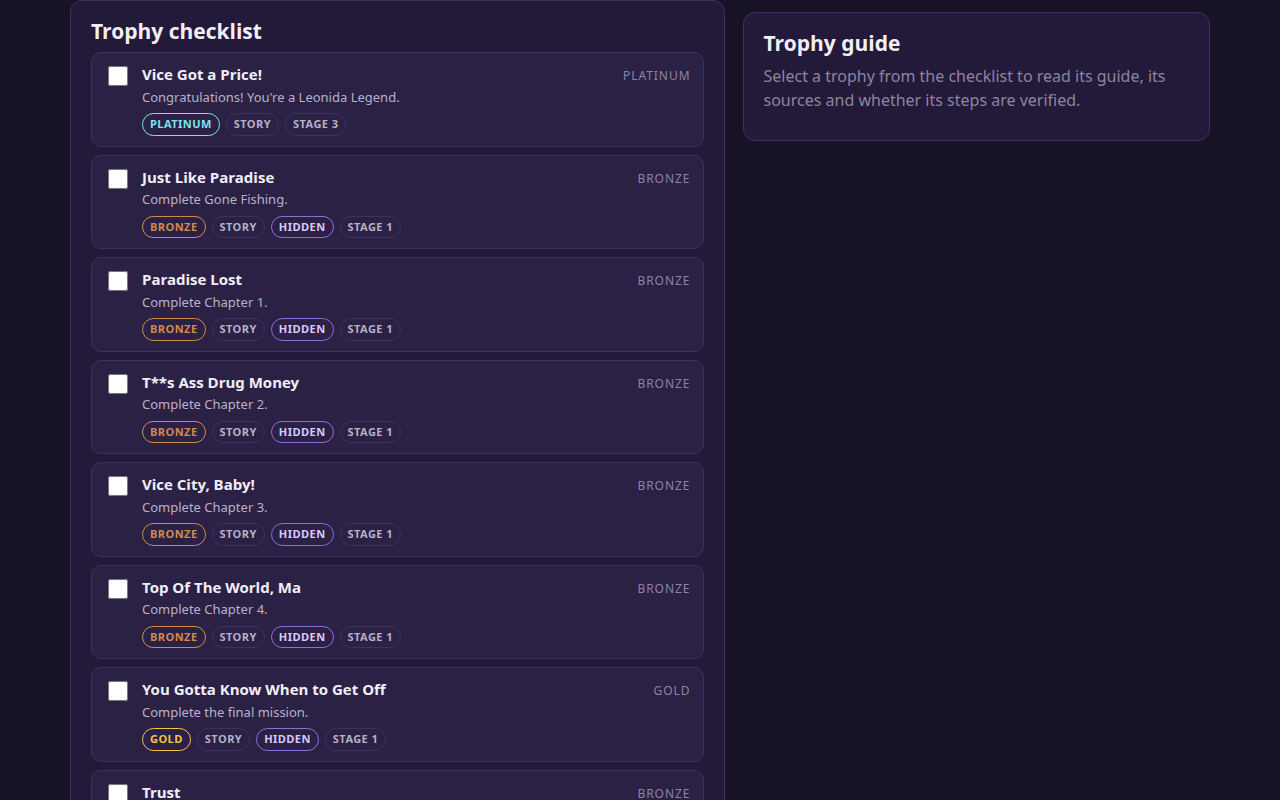 Trophy checklist
Vice Got a Price!
PLATINUM
Congratulations! You're a Leonida Legend.
PLATINUM STORY STAGE 3
Just Like Paradise
BRONZE
Complete Gone Fishing.
BRONZE STORY HIDDEN STAGE 1
Paradise Lost
BRONZE
Complete Chapter 1.
BRONZE STORY HIDDEN STAGE 1
T**s Ass Drug Money
BRONZE
Complete Chapter 2.
BRONZE STORY HIDDEN STAGE 1
Vice City, Baby!
BRONZE
Complete Chapter 3.
BRONZE STORY HIDDEN STAGE 1
Top Of The World, Ma
BRONZE
Complete Chapter 4.
BRONZE STORY HIDDEN STAGE 1
You Gotta Know When to Get Off
GOLD
Complete the final mission.
GOLD STORY HIDDEN STAGE 1
Trust
BRONZE
Trophy guide
Select a trophy from the checklist to read its guide, its
sources and whether its steps are verified.